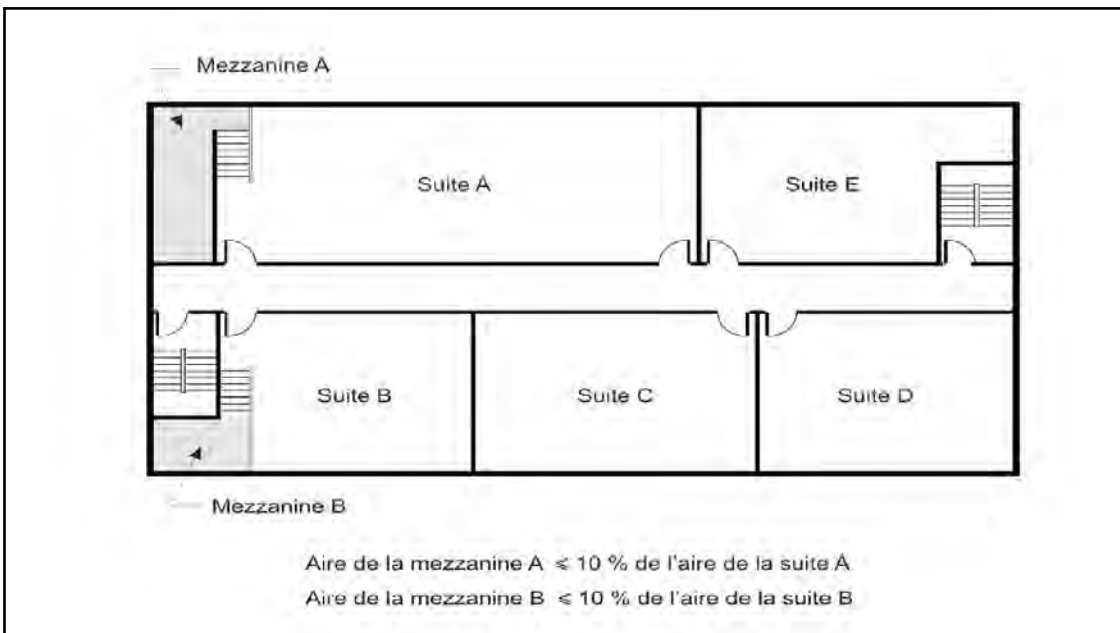 Mezzanine A
Suite A
Suite E
Suite B
Suite C
Suite D
Mezzanine B
Aire de la mezzanine A ⩽ 10 % de l'aire de la suite A
Aire de la mezzanine B ⩽ 10 % de l'aire de la suite B